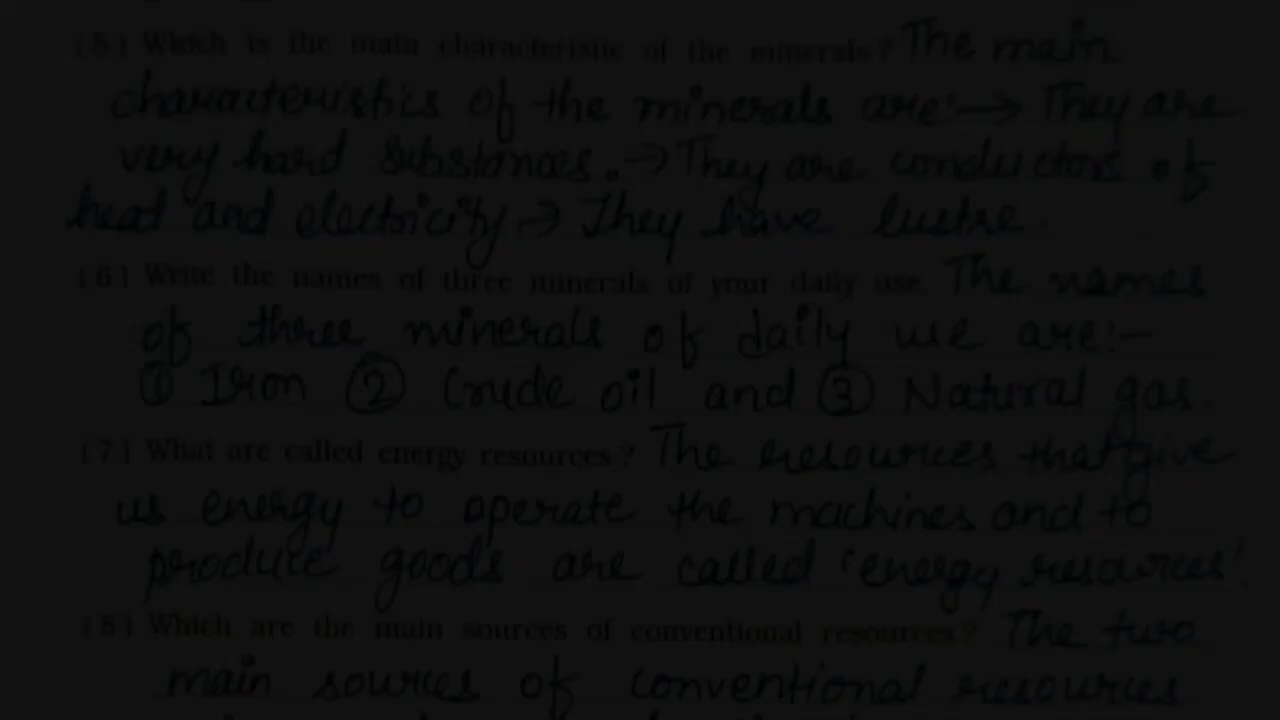 (5) Which is the main characteristic of the minerals? The main
characteristics of the minerals are:→ They are
very hard substances.→They are conductors of
heat and electricity→ They have lustre.
(6) Write the names of three minerals of your daily use. The names
of three minerals of daily use are:-
① Iron ② Crude oil and ③ Natural gas.
(7) What are called energy resources? The resources that give
us energy to operate the machines and to
produce goods are called 'energy resources'.
(8) Which are the main sources of conventional resources? The two
main sources of conventional resources